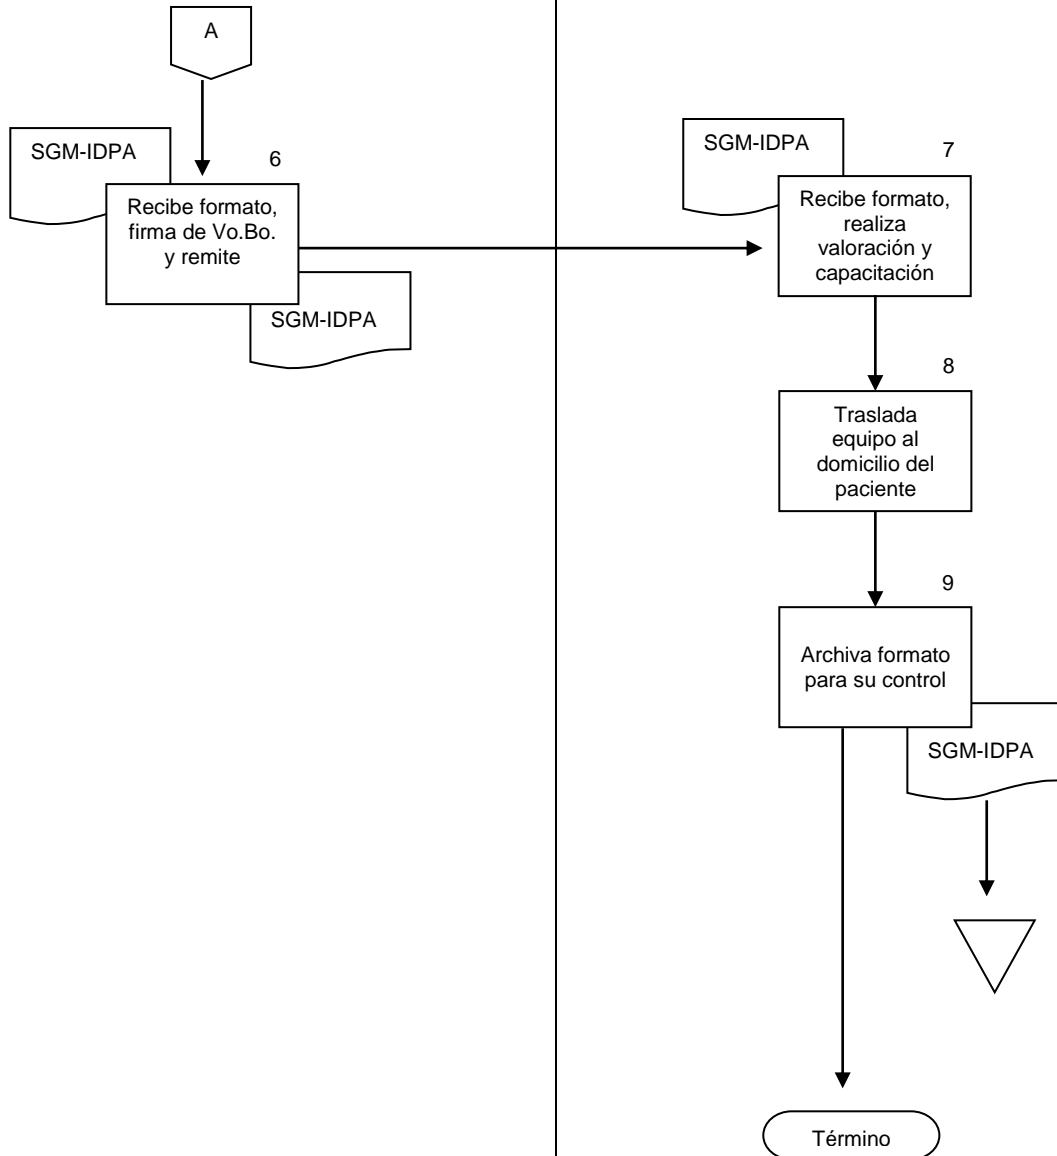 A
SGM-IDPA
6
Recibe formato,
firma de Vo.Bo.
y remite
SGM-IDPA
SGM-IDPA
7
Recibe formato,
realiza
valoración y
capacitación
8
Traslada
equipo al
domicilio del
paciente
9
Archiva formato
para su control
SGM-IDPA
Término